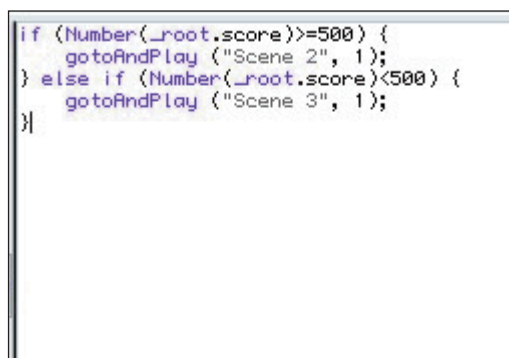 if (Number(_root.score)>=500) {
    gotoAndPlay ("Scene 2", 1);
} else if (Number(_root.score)<500) {
    gotoAndPlay ("Scene 3", 1);
}